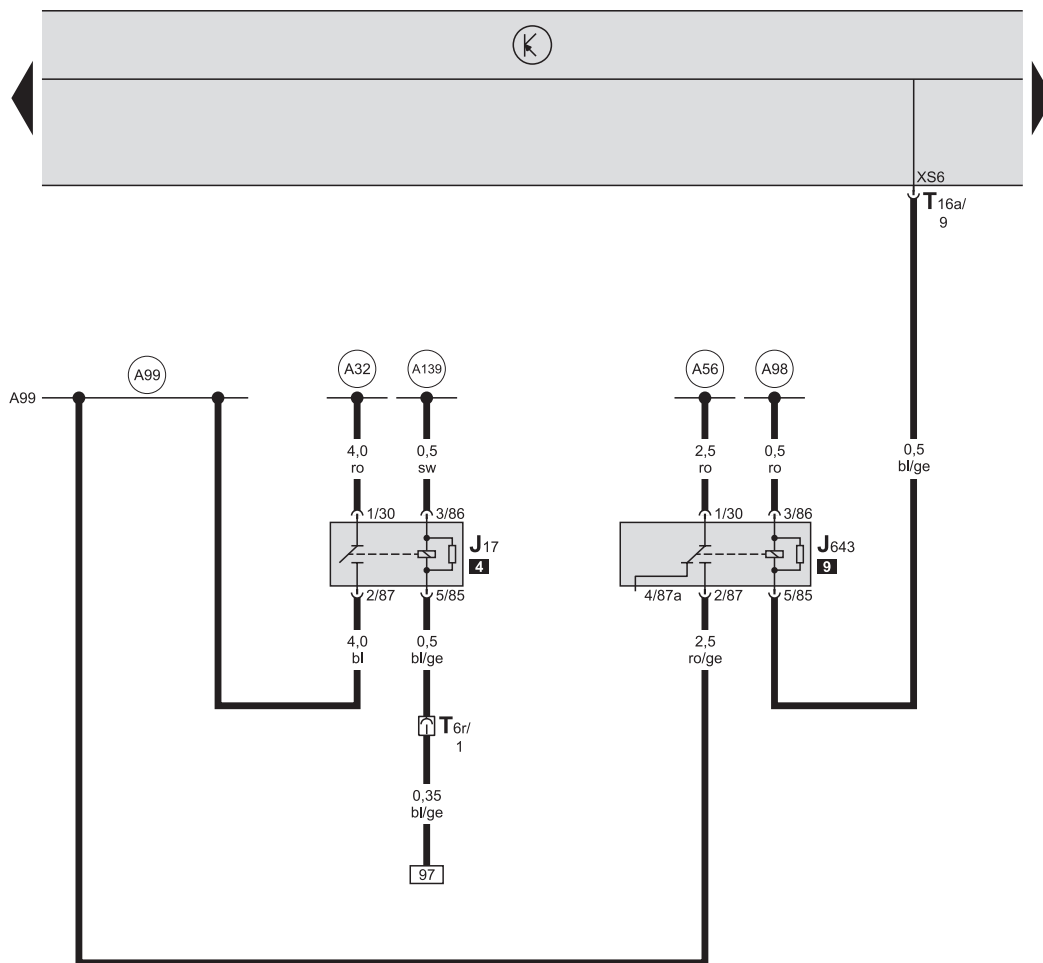 K
XS6
T16a/
9
A99
A99
A32
A139
A56
A98
4,0
ro
0,5
sw
2,5
ro
0,5
ro
0,5
bl/ge
1/30
3/86
1/30
3/86
J17
4
J643
9
2/87
5/85
4/87a
2/87
5/85
4,0
bl
0,5
bl/ge
2,5
ro/ge
T6r/
1
0,35
bl/ge
97